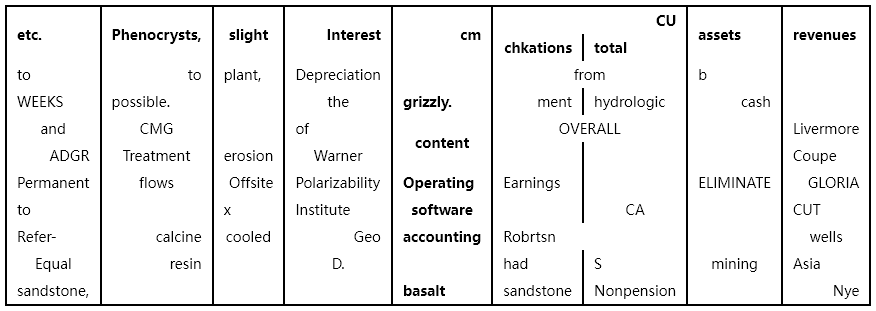 etc. Phenocrysts, slight Interest cm CU assets revenues
chkations total
to to plant, Depreciation from b
WEEKS possible. the grizzly. ment hydrologic cash
and CMG of content OVERALL Livermore
ADGR Treatment erosion Warner Coupe
Permanent flows Offsite Polarizability Operating Earnings ELIMINATE GLORIA
to x Institute software CA CUT
Refer- calcine cooled Geo accounting Robrtsn wells
Equal resin D. had S mining Asia
sandstone, basalt sandstone Nonpension Nye